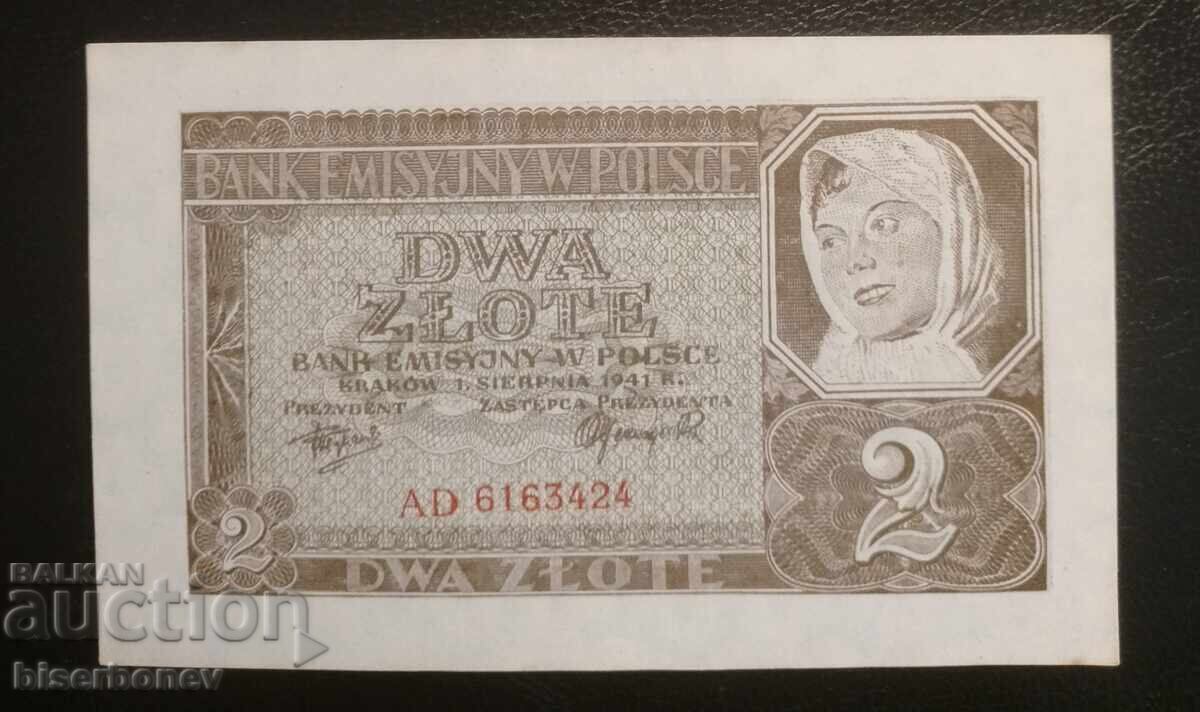 BANK EMISYJNY W POLSCE
DWA
ZŁOTE
BANK EMISYJNY W POLSCE
KRAKÓW 1. SIERPNIA 1941 R.
PREZYDENT ZASTĘPCA PREZYDENTA
AD 6163424
2
2
DWA ZŁOTE
BALKAN
auction
biserbonev